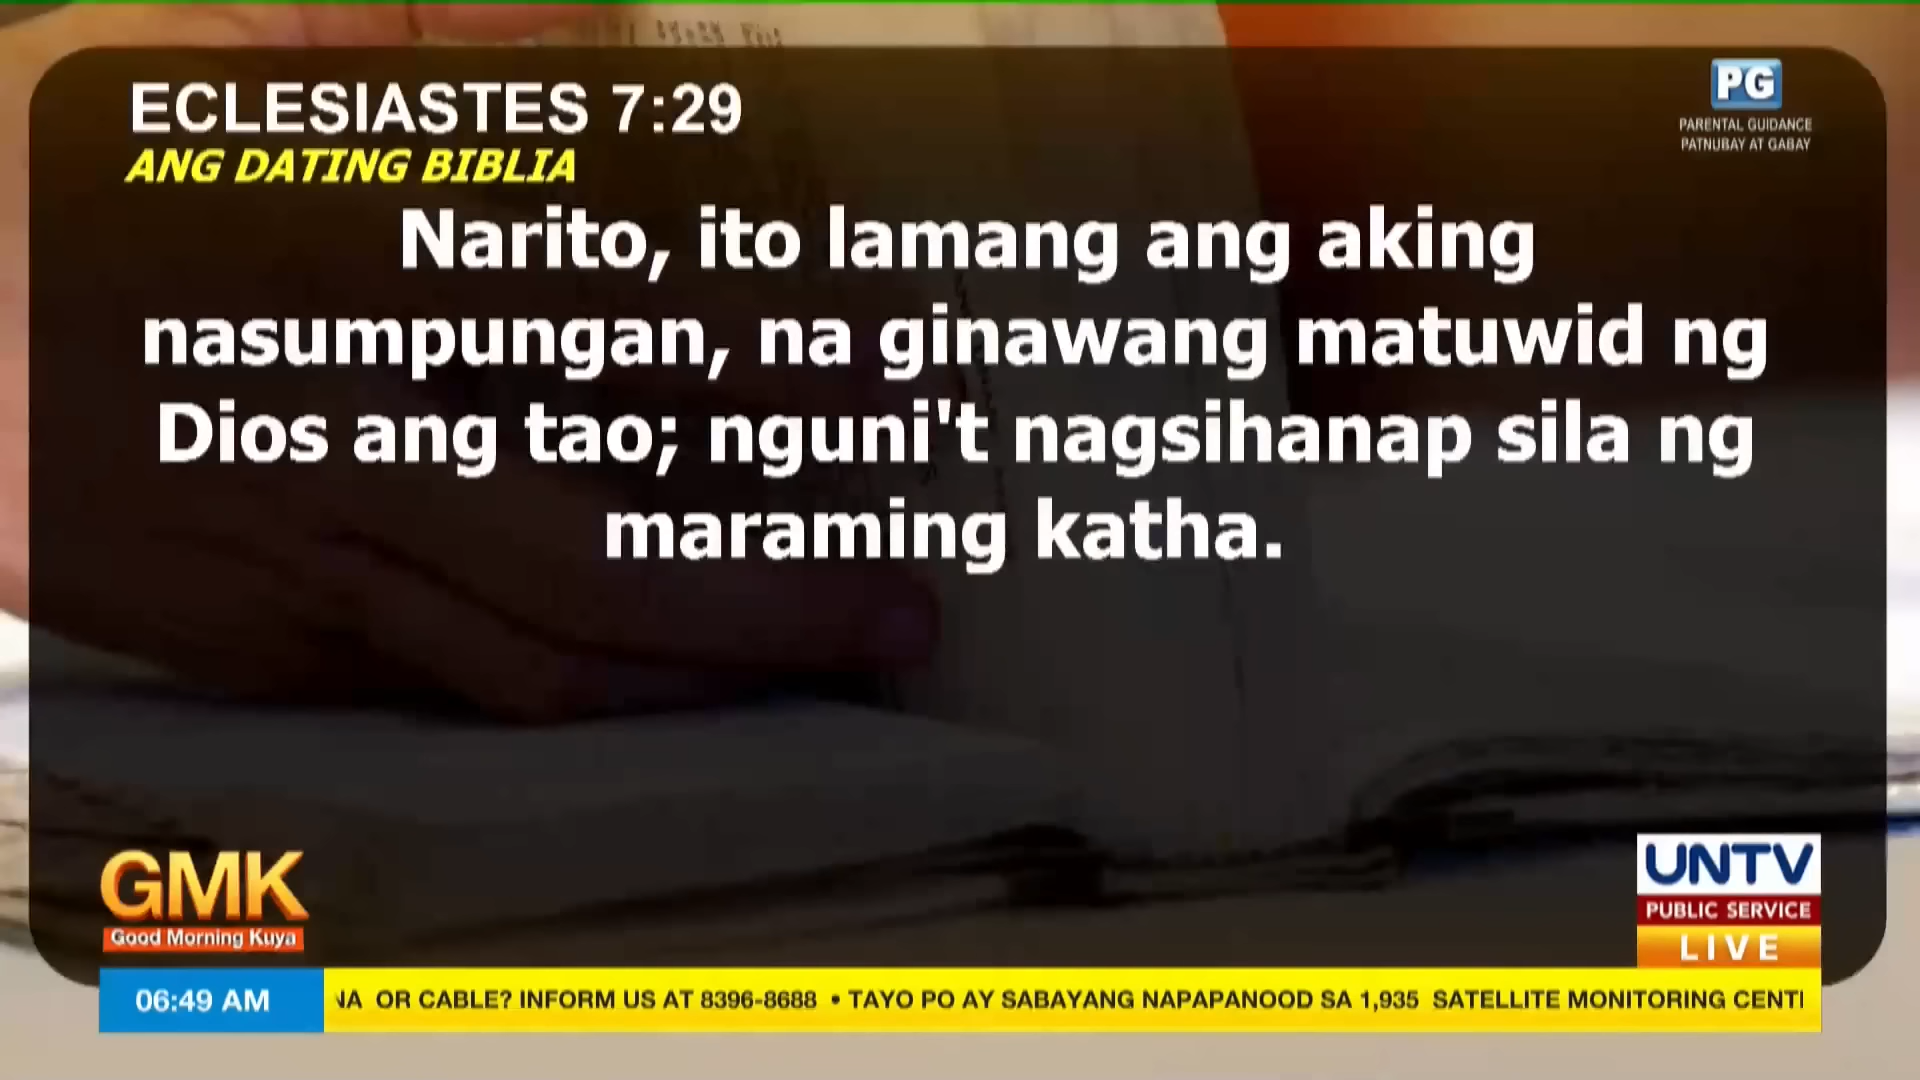 ECLESIASTES 7:29
ANG DATING BIBLIA
PG
PARENTAL GUIDANCE
PATNUBAY AT GABAY
Narito, ito lamang ang aking
nasumpungan, na ginawang matuwid ng
Dios ang tao; nguni't nagsihanap sila ng
maraming katha.
GMK
Good Morning Kuya
UNTV
PUBLIC SERVICE
LIVE
06:49 AM
OR CABLE? INFORM US AT 8396-8688 • TAYO PO AY SABAYANG NAPAPANOOD SA 1,935 SATELLITE MONITORING